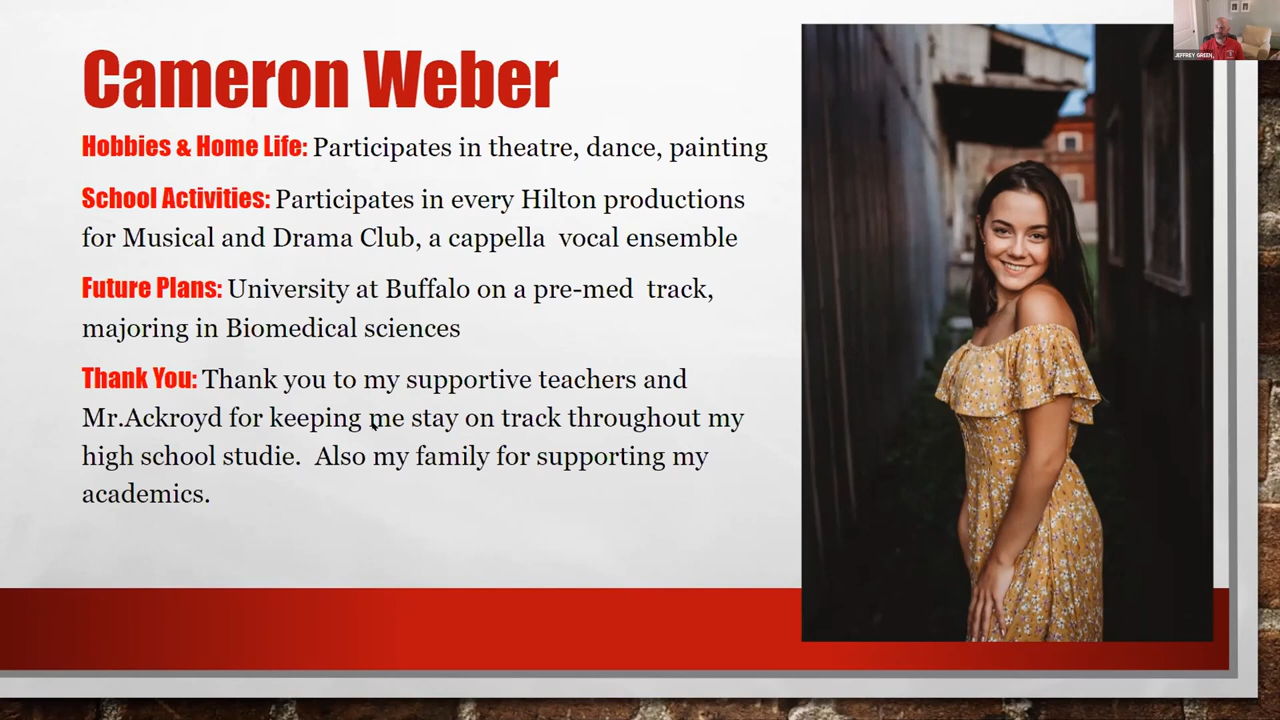 Cameron Weber
Hobbies & Home Life: Participates in theatre, dance, painting
School Activities: Participates in every Hilton productions
for Musical and Drana Club, a cappella  vocal ensemble
Future Plans: University at Buffalo on a pre-med  track,
majoring in Biomedical sciences
Thank You: Thank you to my supportive teachers and
Mr.Ackroyd for keeping me stay on track throughout my
high school studie.  Also my family for supporting my
academics.
JEFFREY GREEN